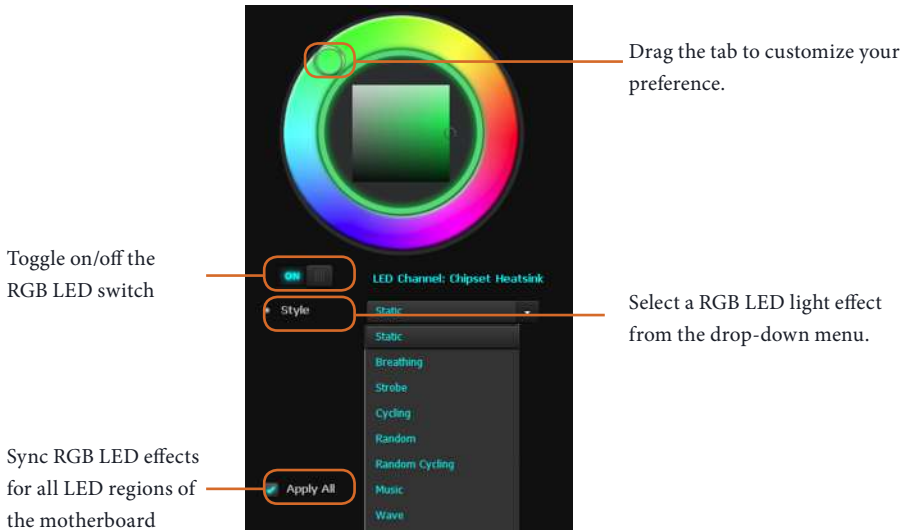 Drag the tab to customize your
preference.
Toggle on/off the
RGB LED switch
ON
LED Channel: Chipset Heatsink
Style
Static
Select a RGB LED light effect
from the drop-down menu.
Static
Breathing
Strobe
Cycling
Random
Random Cycling
Music
Wave
Sync RGB LED effects
for all LED regions of
the motherboard
Apply All